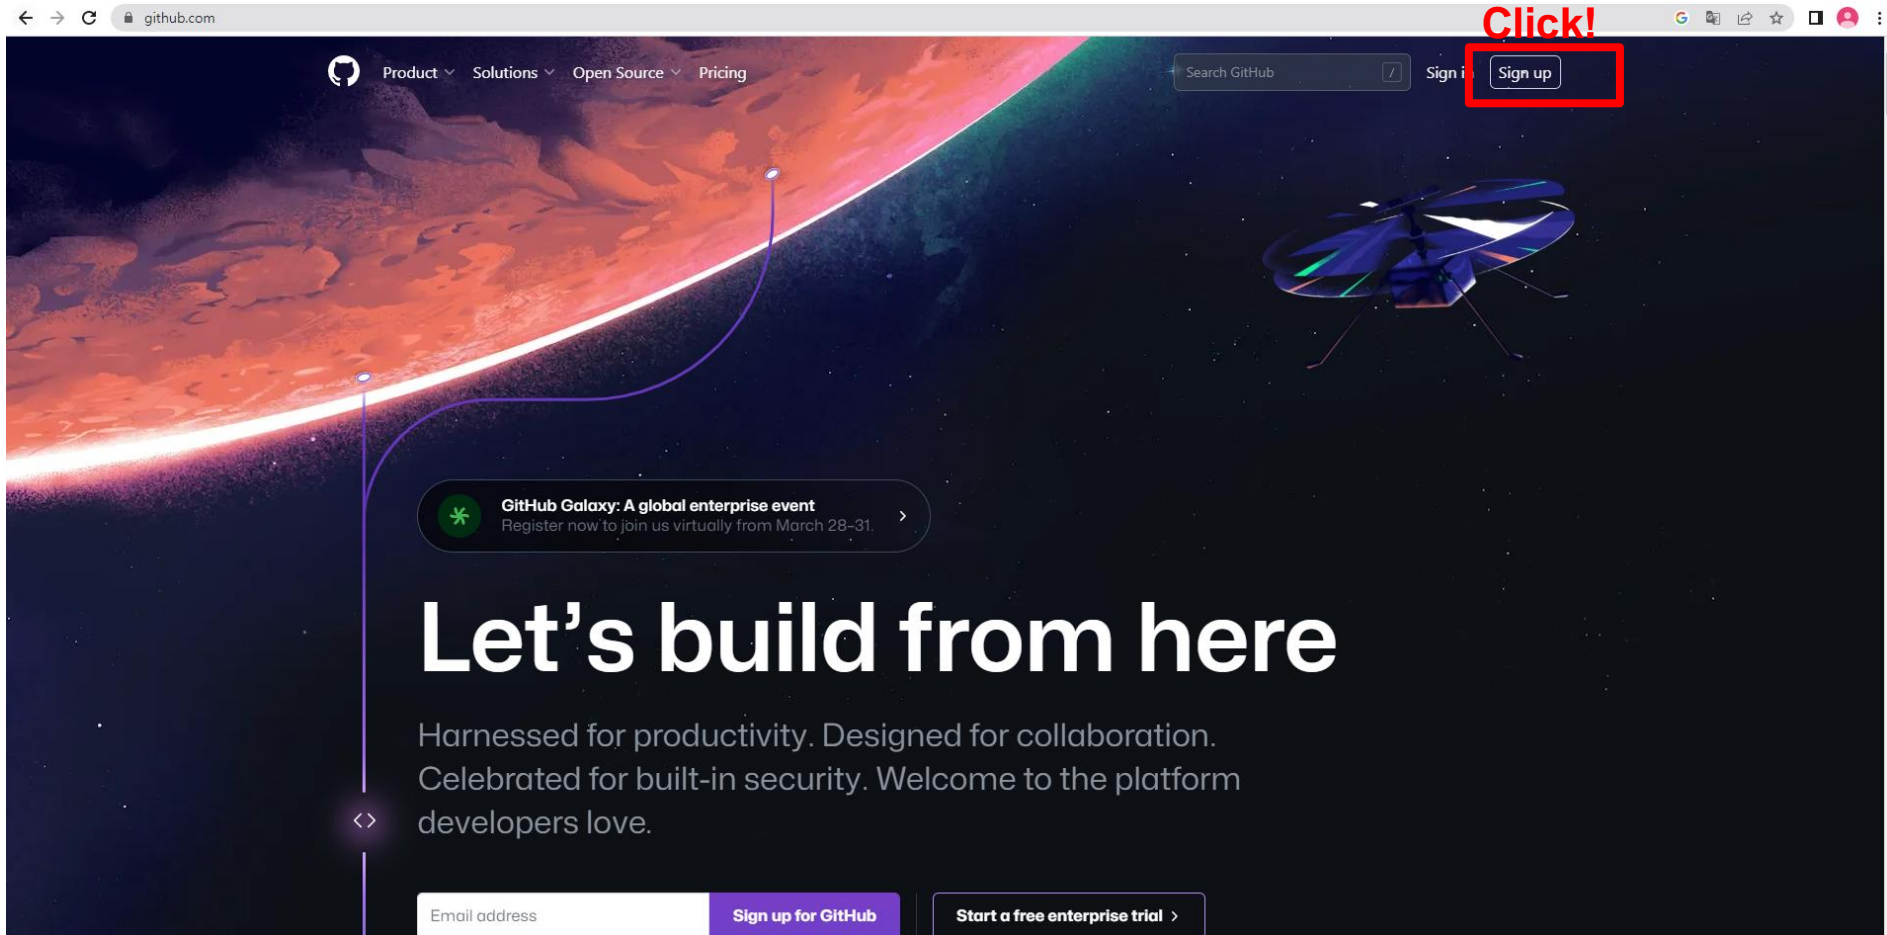 github.com
Click!
Product
Solutions
Open Source
Pricing
Search GitHub
/
Sign in
Sign up
GitHub Galaxy: A global enterprise event
Register now to join us virtually from March 28–31.
Let’s build from here
Harnessed for productivity. Designed for collaboration.
Celebrated for built-in security. Welcome to the platform
developers love.
Email address
Sign up for GitHub
Start a free enterprise trial